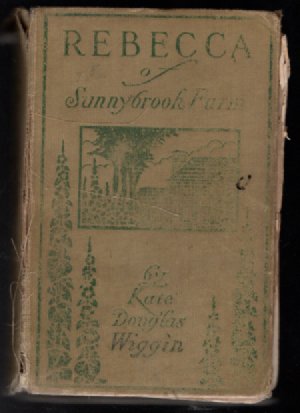 REBECCA
of
Sunnybrook Farm
by
Kate
Douglas
Wiggin